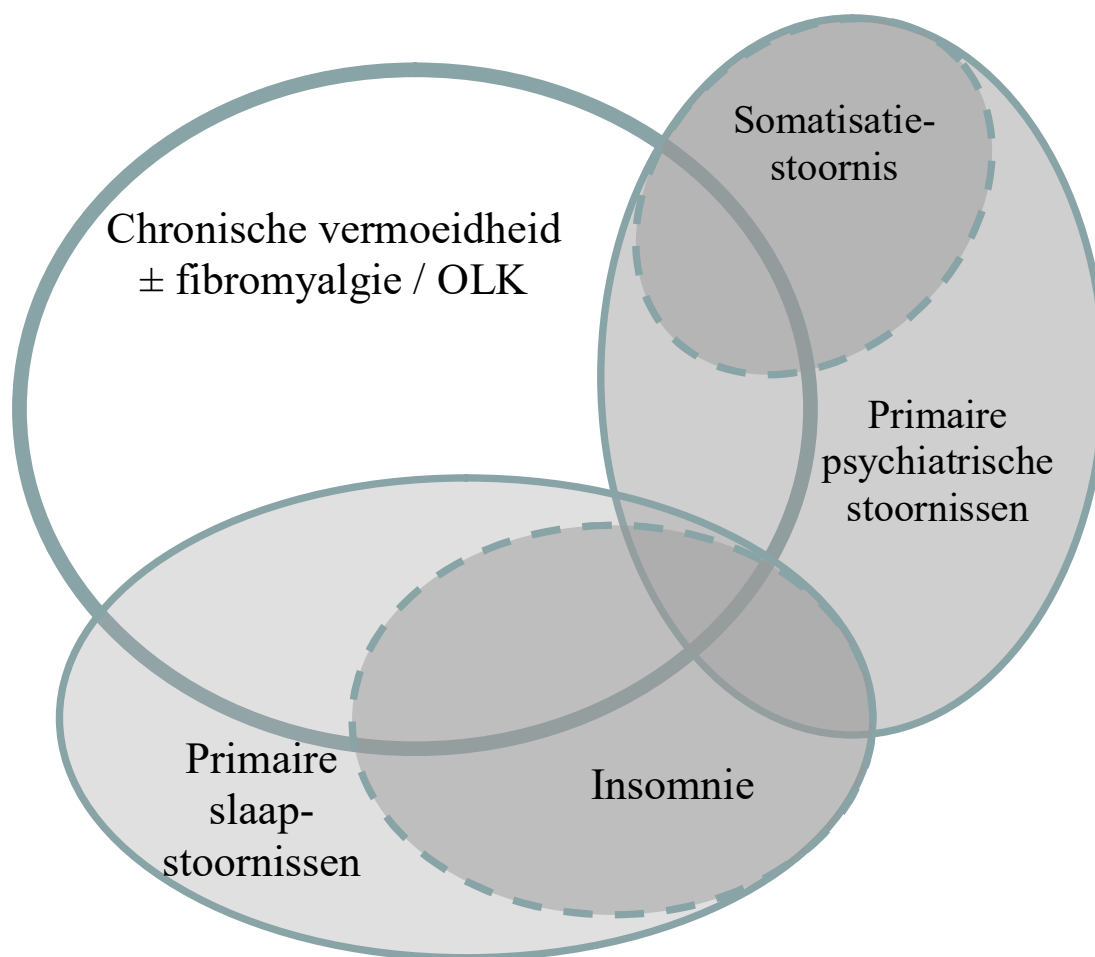 Somatisatie-
stoornis
Chronische vermoeidheid
± fibromyalgie / OLK
Primaire
psychiatrische
stoornissen
Primaire
slaap-
stoornissen
Insomnie